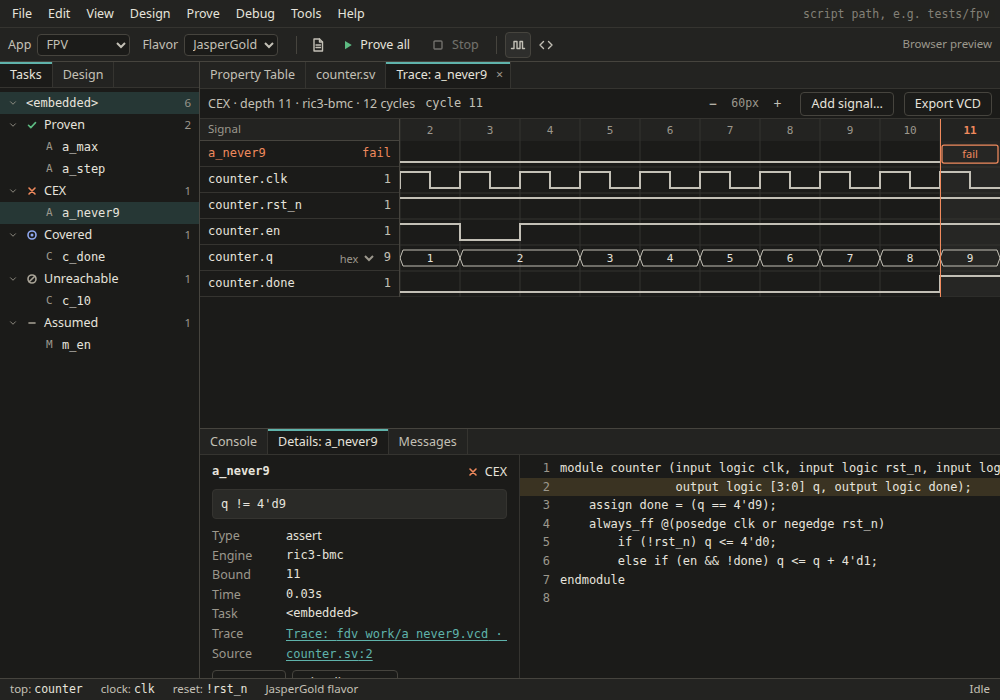 File Edit View Design Prove Debug Tools Help script path, e.g. tests/fpv
App FPV Flavor JasperGold Prove all Stop Browser preview
Tasks Design Property Table counter.sv Trace: a_never9 ×
<embedded> 6
Proven 2
A a_max
A a_step
CEX 1
A a_never9
Covered 1
C c_done
Unreachable 1
C c_10
Assumed 1
M m_en
CEX · depth 11 · ric3-bmc · 12 cycles cycle 11 − 60px + Add signal... Export VCD
Signal 2 3 4 5 6 7 8 9 10 11
a_never9 fail fail
counter.clk 1
counter.rst_n 1
counter.en 1
counter.q hex 9 1 2 3 4 5 6 7 8 9
counter.done 1
Console Details: a_never9 Messages
a_never9 CEX
q != 4'd9
Type assert
Engine ric3-bmc
Bound 11
Time 0.03s
Task <embedded>
Trace Trace: fdv_work/a_never9.vcd ·
Source counter.sv:2
1 module counter (input logic clk, input logic rst_n, input log
2 output logic [3:0] q, output logic done);
3 assign done = (q == 4'd9);
4 always_ff @(posedge clk or negedge rst_n)
5 if (!rst_n) q <= 4'd0;
6 else if (en && !done) q <= q + 4'd1;
7 endmodule
8
top: counter clock: clk reset: !rst_n JasperGold flavor Idle